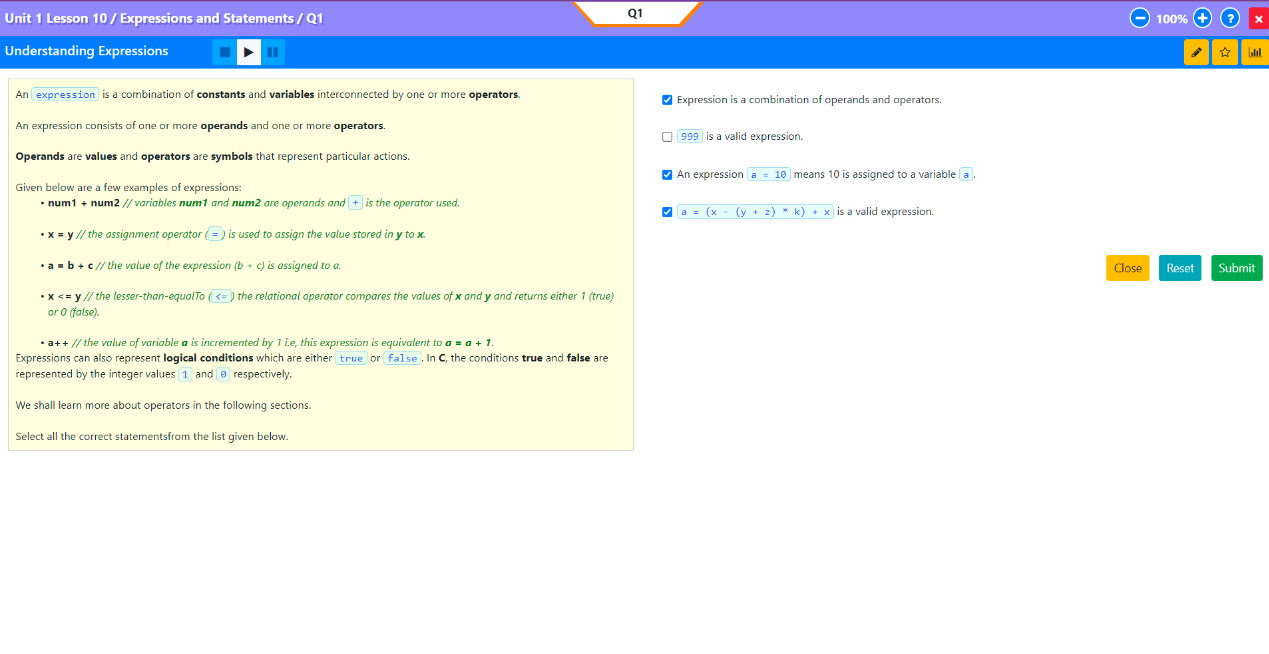 Unit 1 Lesson 10 / Expressions and Statements / Q1
Q1
100%
?
Understanding Expressions
An expression is a combination of constants and variables interconnected by one or more operators.
An expression consists of one or more operands and one or more operators.
Operands are values and operators are symbols that represent particular actions.
Given below are a few examples of expressions:
• num1 + num2 // variables num1 and num2 are operands and + is the operator used.
• x = y // the assignment operator (=) is used to assign the value stored in y to x.
• a = b + c // the value of the expression (b + c) is assigned to a.
• x <= y // the lesser-than-equalTo (<=) the relational operator compares the values of x and y and returns either 1 (true)
or 0 (false).
• a++ // the value of variable a is incremented by 1 i.e, this expression is equivalent to a = a + 1.
Expressions can also represent logical conditions which are either true or false. In C, the conditions true and false are
represented by the integer values 1 and 0 respectively.
We shall learn more about operators in the following sections.
Select all the correct statementsfrom the list given below.
Expression is a combination of operands and operators.
999 is a valid expression.
An expression a = 10 means 10 is assigned to a variable a.
a = (x - (y + z) * k) + x is a valid expression.
Close Reset Submit